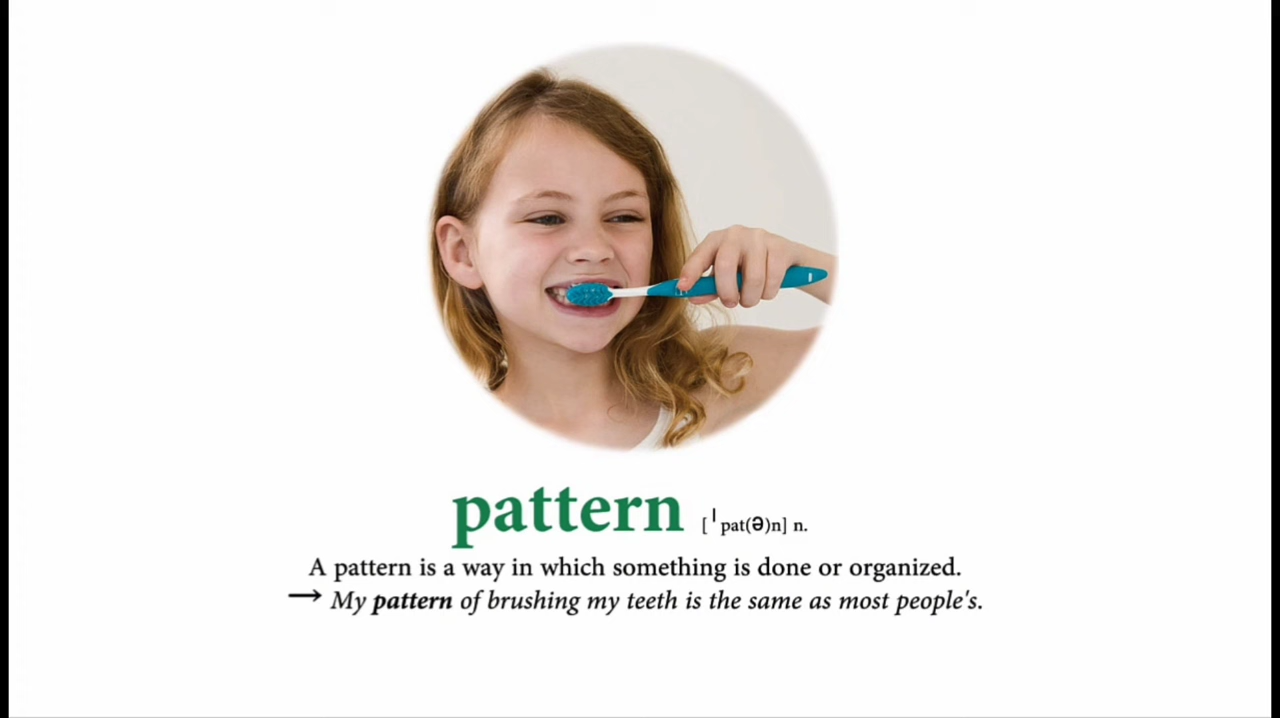 pattern [ˈpat(ə)n] n.
A pattern is a way in which something is done or organized.
→ My pattern of brushing my teeth is the same as most people's.